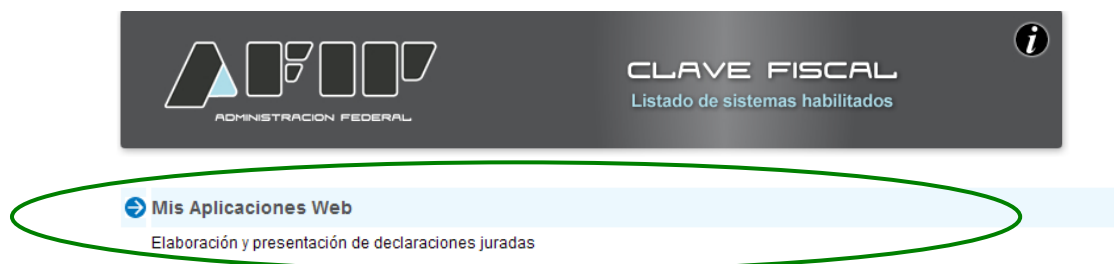 AFIP
ADMINISTRACION FEDERAL
CLAVE FISCAL
Listado de sistemas habilitados
i
Mis Aplicaciones Web
Elaboración y presentación de declaraciones juradas